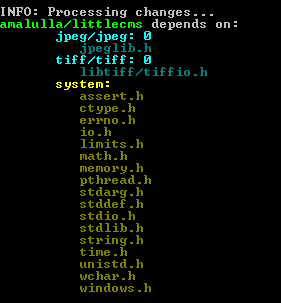 INFO: Processing changes...
amalulla/littlecms depends on:
jpeg/jpeg: 0
jpeglib.h
tiff/tiff: 0
libtiff/tiffio.h
system:
assert.h
ctype.h
errno.h
io.h
limits.h
math.h
memory.h
pthread.h
stdarg.h
stddef.h
stdio.h
stdlib.h
string.h
time.h
unistd.h
wchar.h
windows.h